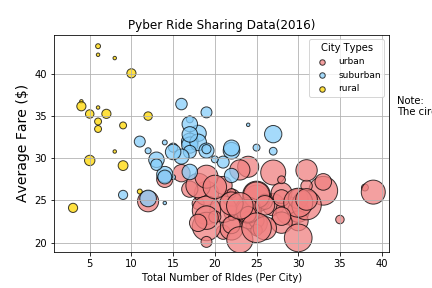 Pyber Ride Sharing Data(2016)
City Types
urban
suburban
rural
Average Fare ($)
40
35
30
25
20
5 10 15 20 25 30 35 40
Total Number of RIdes (Per City)
Note:
The